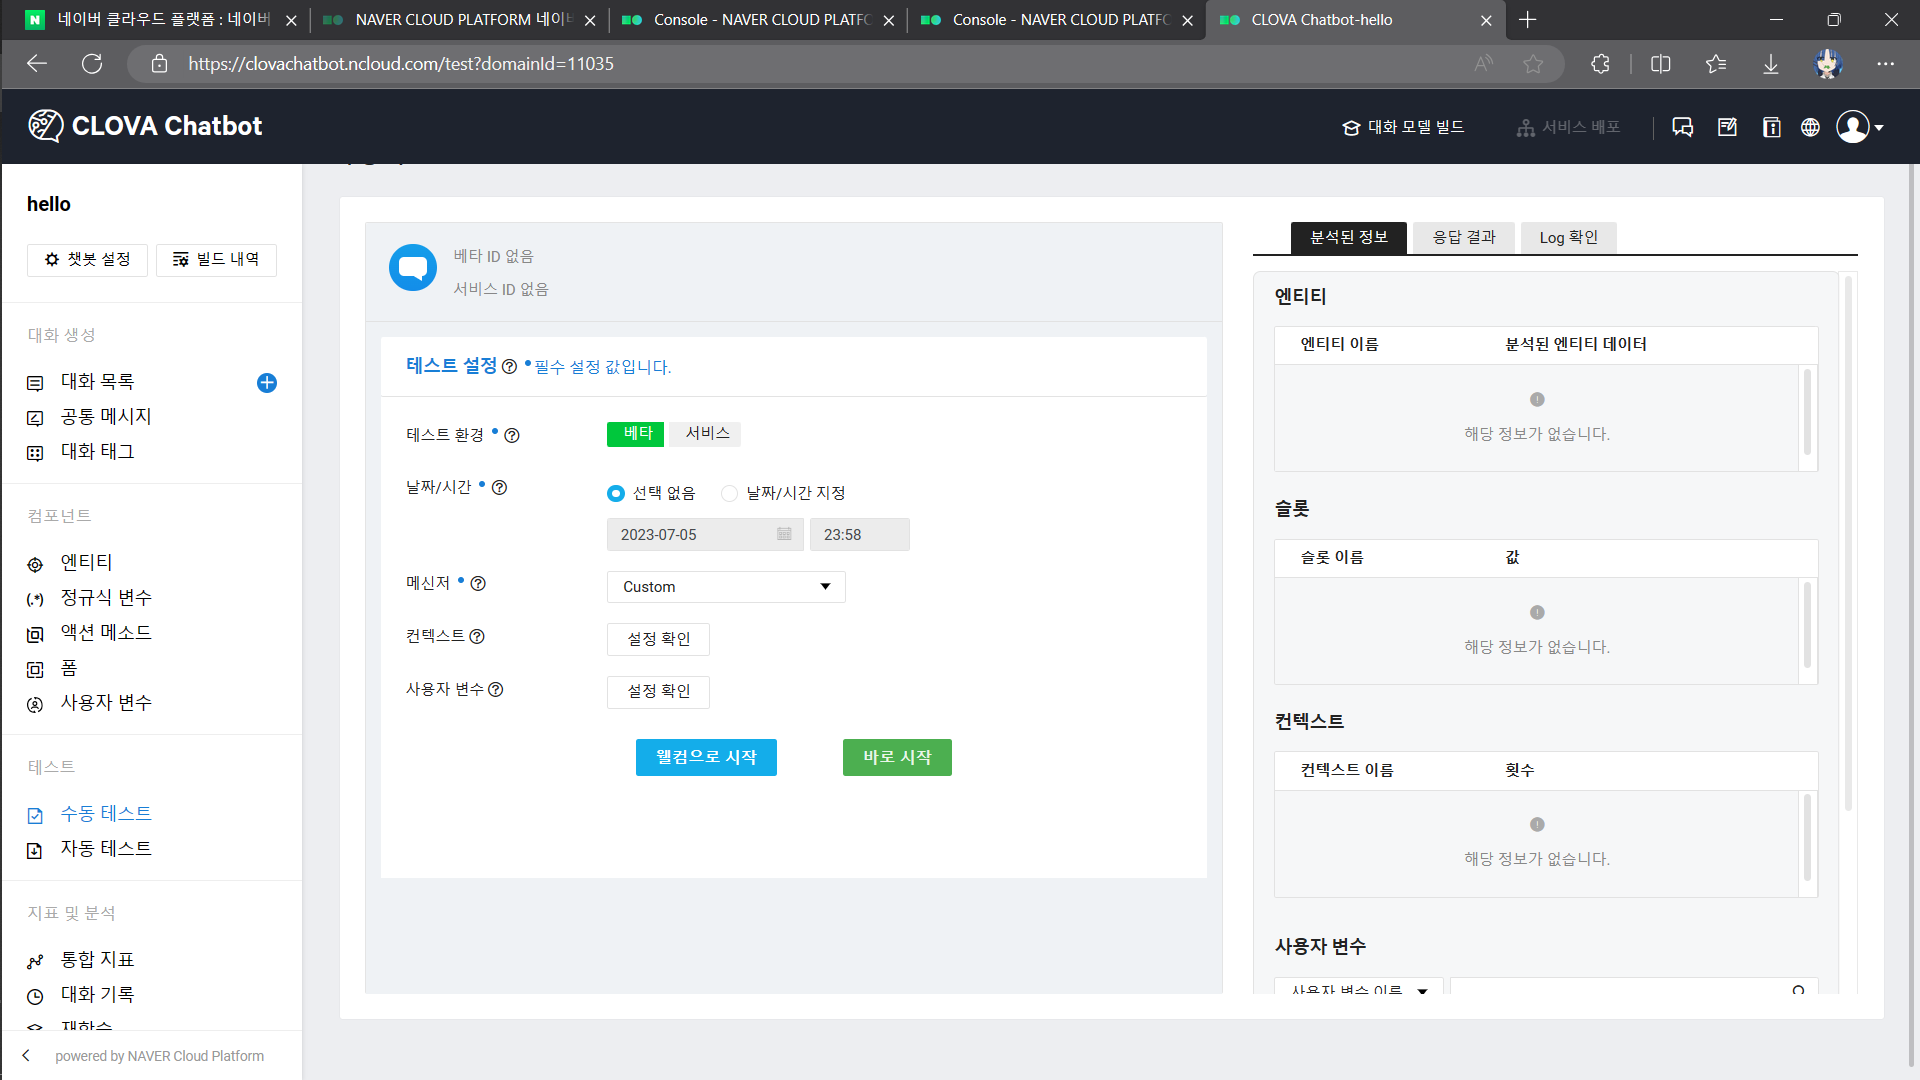 네이버 클라우드 플랫폼 : 네이버
NAVER CLOUD PLATFORM 네이버
Console - NAVER CLOUD PLATFO
Console - NAVER CLOUD PLATFO
CLOVA Chatbot-hello
https://clovachatbot.ncloud.com/test?domainId=11035
CLOVA Chatbot
대화 모델 빌드
서비스 배포
hello
챗봇 설정
빌드 내역
대화 생성
대화 목록
공통 메시지
대화 태그
컴포넌트
엔티티
정규식 변수
액션 메소드
폼
사용자 변수
테스트
수동 테스트
자동 테스트
지표 및 분석
통합 지표
대화 기록
재학습
powered by NAVER Cloud Platform
베타 ID 없음
서비스 ID 없음
테스트 설정 필수 설정 값입니다.
테스트 환경
베타
서비스
날짜/시간
선택 없음
날짜/시간 지정
2023-07-05
23:58
메신저
Custom
컨텍스트
설정 확인
사용자 변수
설정 확인
웰컴으로 시작
바로 시작
분석된 정보
응답 결과
Log 확인
엔티티
엔티티 이름
분석된 엔티티 데이터
해당 정보가 없습니다.
슬롯
슬롯 이름
값
해당 정보가 없습니다.
컨텍스트
컨텍스트 이름
횟수
해당 정보가 없습니다.
사용자 변수
사용자 변수 이름